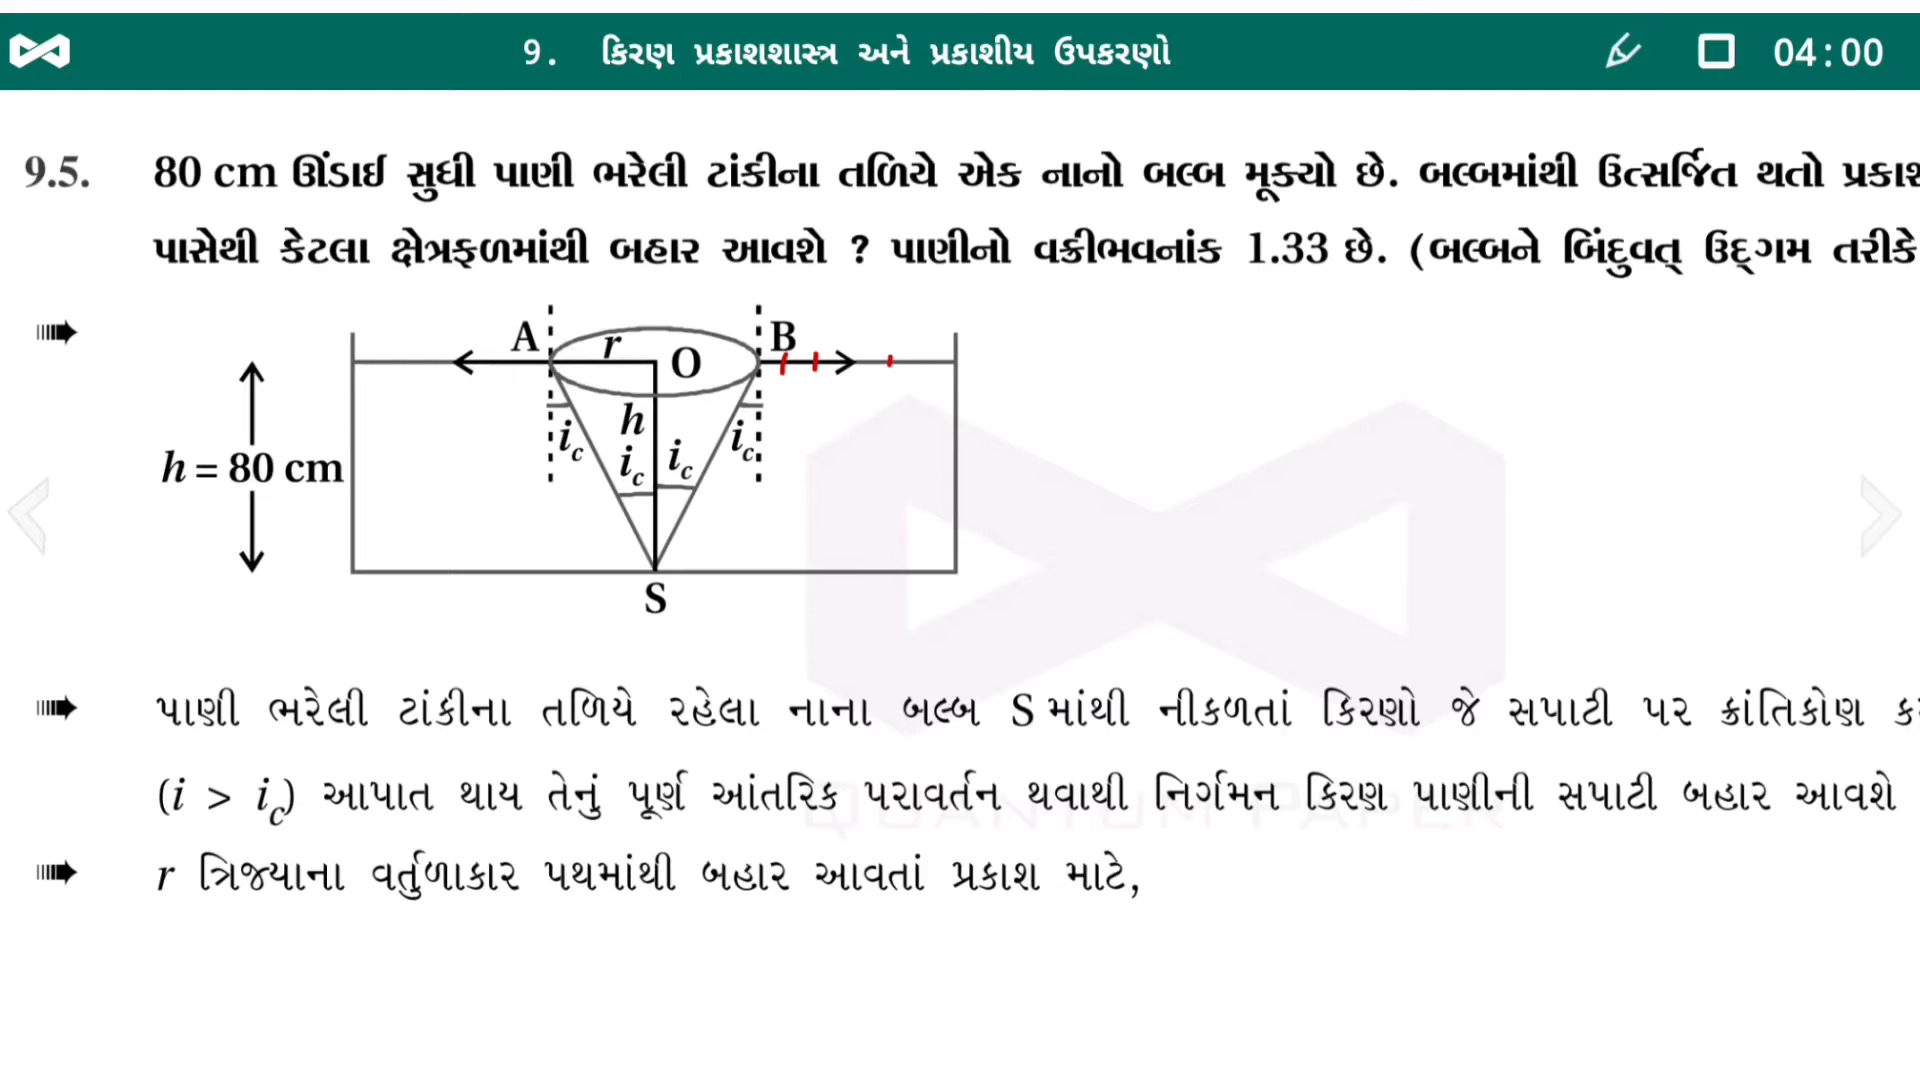 9. કિરણ પ્રકાશશાસ્ત્ર અને પ્રકાશીય ઉપકરણો 04:00
9.5. 80 cm ઊંડાઈ સુધી પાણી ભરેલી ટાંકીના તળિયે એક નાનો બલ્બ મૂક્યો છે. બલ્બમાંથી ઉત્સર્જિત થતો
પાસેથી કેટલા ક્ષેત્રફળમાંથી બહાર આવશે ? પાણીનો વક્રીભવનાંક 1.33 છે. (બલ્બને બિંદુવત્ ઉદ્ગમ તરીકે
A r O B
h
i_c i_c i_c i_c
h = 80 cm
S
પાણી ભરેલી ટાંકીના તળિયે રહેલા નાના બલ્બ S માંથી નીકળતાં કિરણો જે સપાટી પર ક્રાંતિકોણ
(i > i_c) આપાત થાય તેનું પૂર્ણ આંતરિક પરાવર્તન થવાથી નિર્ગમન કિરણ પાણીની સપાટી બહાર આવશે
QUANTUM PAPER
r ત્રિજ્યાના વર્તુળાકાર પથમાંથી બહાર આવતાં પ્રકાશ માટે,